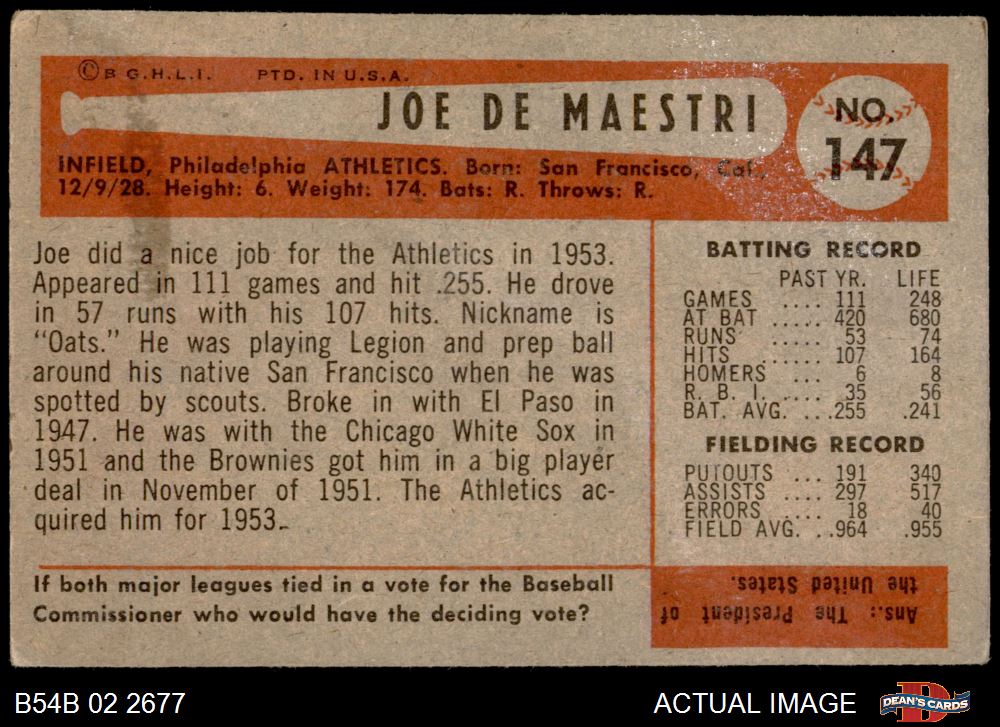 ©B G.H.L.I. PTD. IN U.S.A.
JOE DE MAESTRI
NO.
147
INFIELD, Philadelphia ATHLETICS. Born: San Francisco, Cal.,
12/9/28. Height: 6. Weight: 174. Bats: R. Throws: R.
Joe did a nice job for the Athletics in 1953.
Appeared in 111 games and hit .255. He drove
in 57 runs with his 107 hits. Nickname is
“Oats.” He was playing Legion and prep ball
around his native San Francisco when he was
spotted by scouts. Broke in with El Paso in
1947. He was with the Chicago White Sox in
1951 and the Brownies got him in a big player
deal in November of 1951. The Athletics ac-
quired him for 1953.
BATTING RECORD
PAST YR. LIFE
GAMES .... 111 248
AT BAT ..... 420 680
RUNS ..... 53 74
HITS ...... 107 164
HOMERS ... 6 8
R. B. I. .... 35 56
BAT. AVG. ...255 .241
FIELDING RECORD
PUTOUTS ... 191 340
ASSISTS .... 297 517
ERRORS .... 18 40
FIELD AVG. ..964 .955
If both major leagues tied in a vote for the Baseball
Commissioner who would have the deciding vote?
Ans.: The President of
the United States.
B54B 02 2677
ACTUAL IMAGE
DEAN'S CARDS